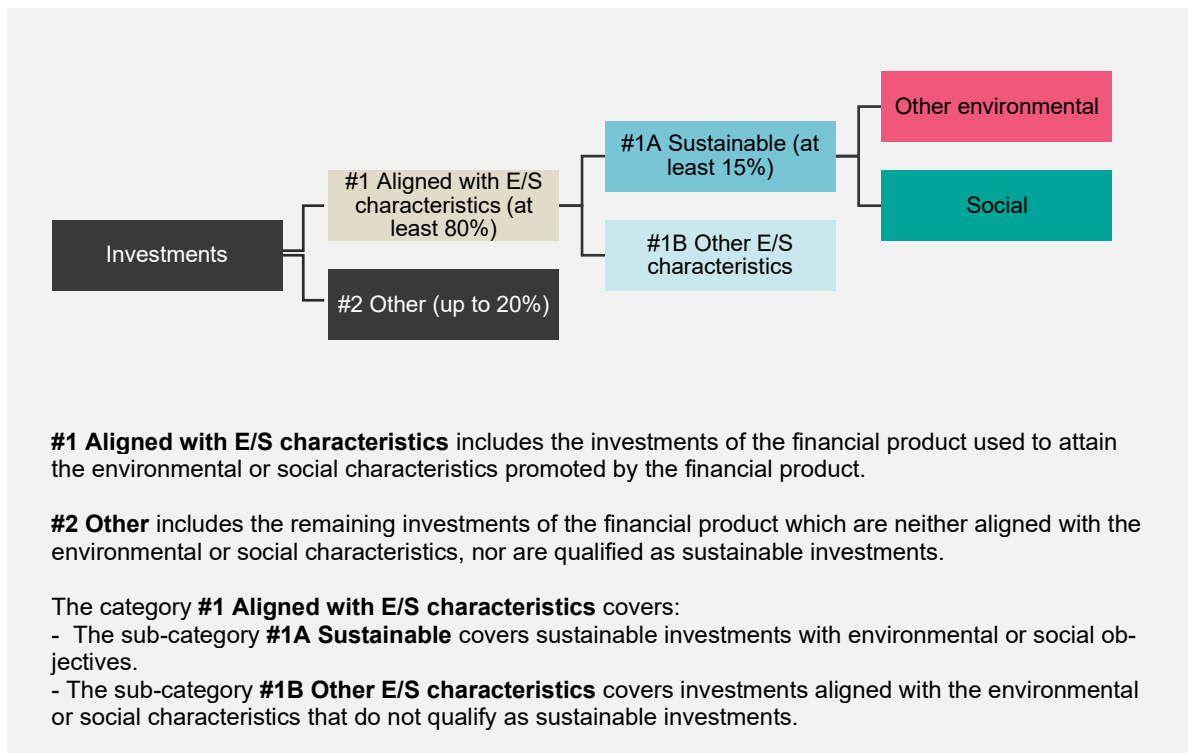 Other environmental
#1A Sustainable (at
least 15%)
#1 Aligned with E/S
characteristics (at
least 80%)
Social
Investments
#1B Other E/S
characteristics
#2 Other (up to 20%)
#1 Aligned with E/S characteristics includes the investments of the financial product used to attain
the environmental or social characteristics promoted by the financial product.
#2 Other includes the remaining investments of the financial product which are neither aligned with the
environmental or social characteristics, nor are qualified as sustainable investments.
The category #1 Aligned with E/S characteristics covers:
- The sub-category #1A Sustainable covers sustainable investments with environmental or social ob-
jectives.
- The sub-category #1B Other E/S characteristics covers investments aligned with the environmental
or social characteristics that do not qualify as sustainable investments.